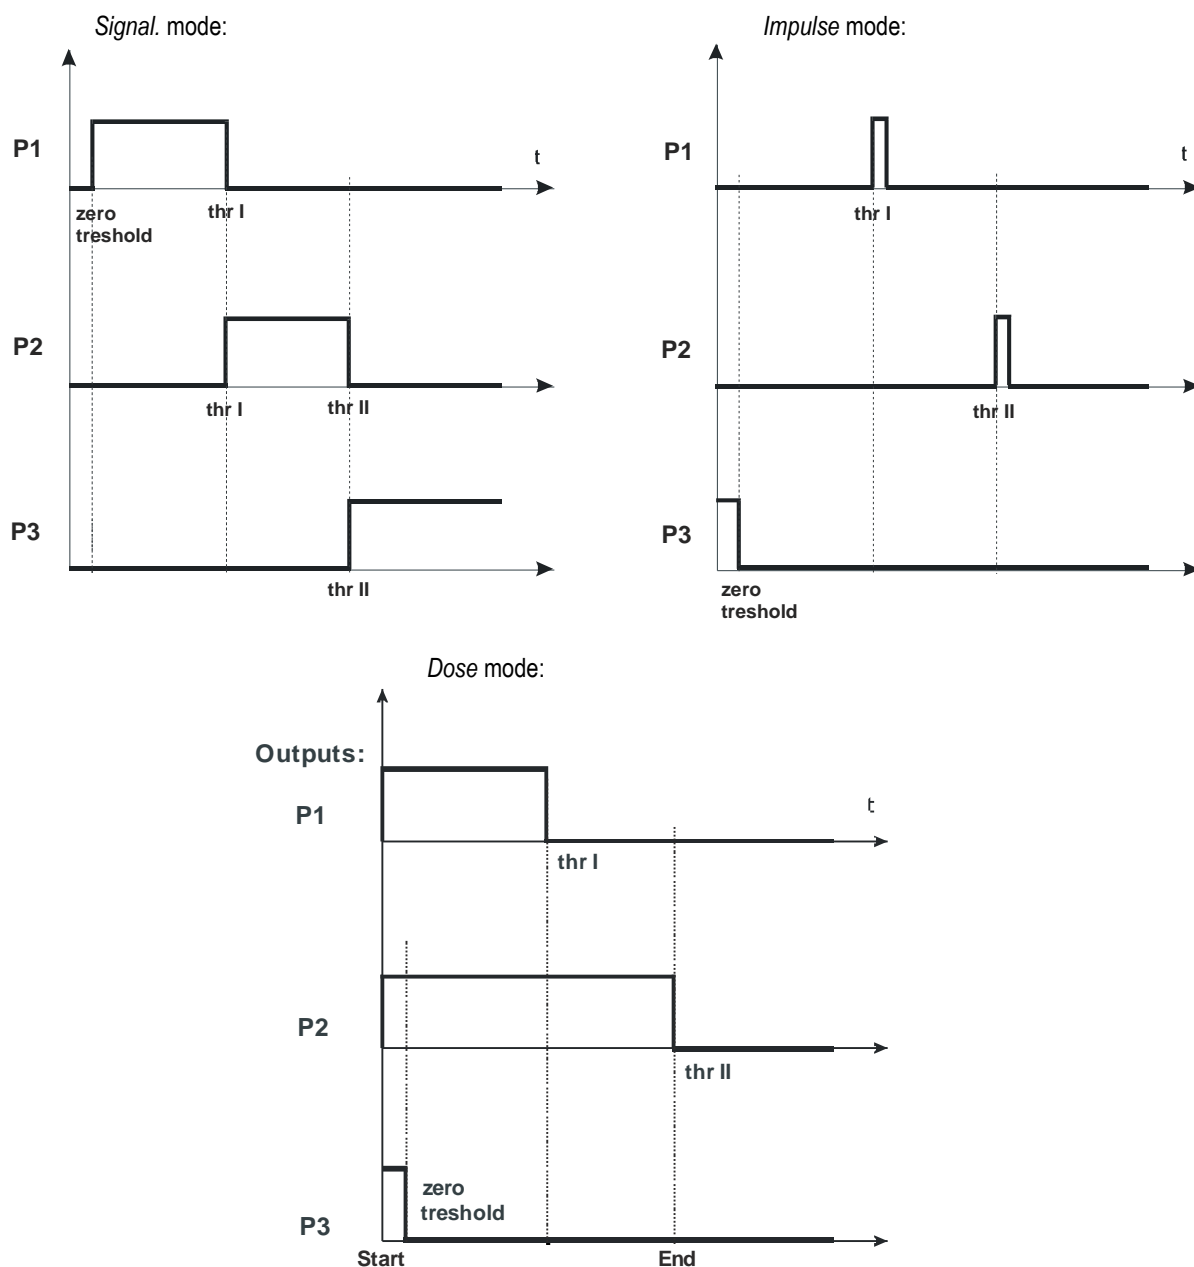 Signal. mode:
P1
t
zero
treshold
thr I
P2
thr I
thr II
P3
thr II
Impulse mode:
P1
t
thr I
P2
thr II
P3
zero
treshold
Dose mode:
Outputs:
P1
t
thr I
P2
thr II
zero
treshold
P3
Start
End